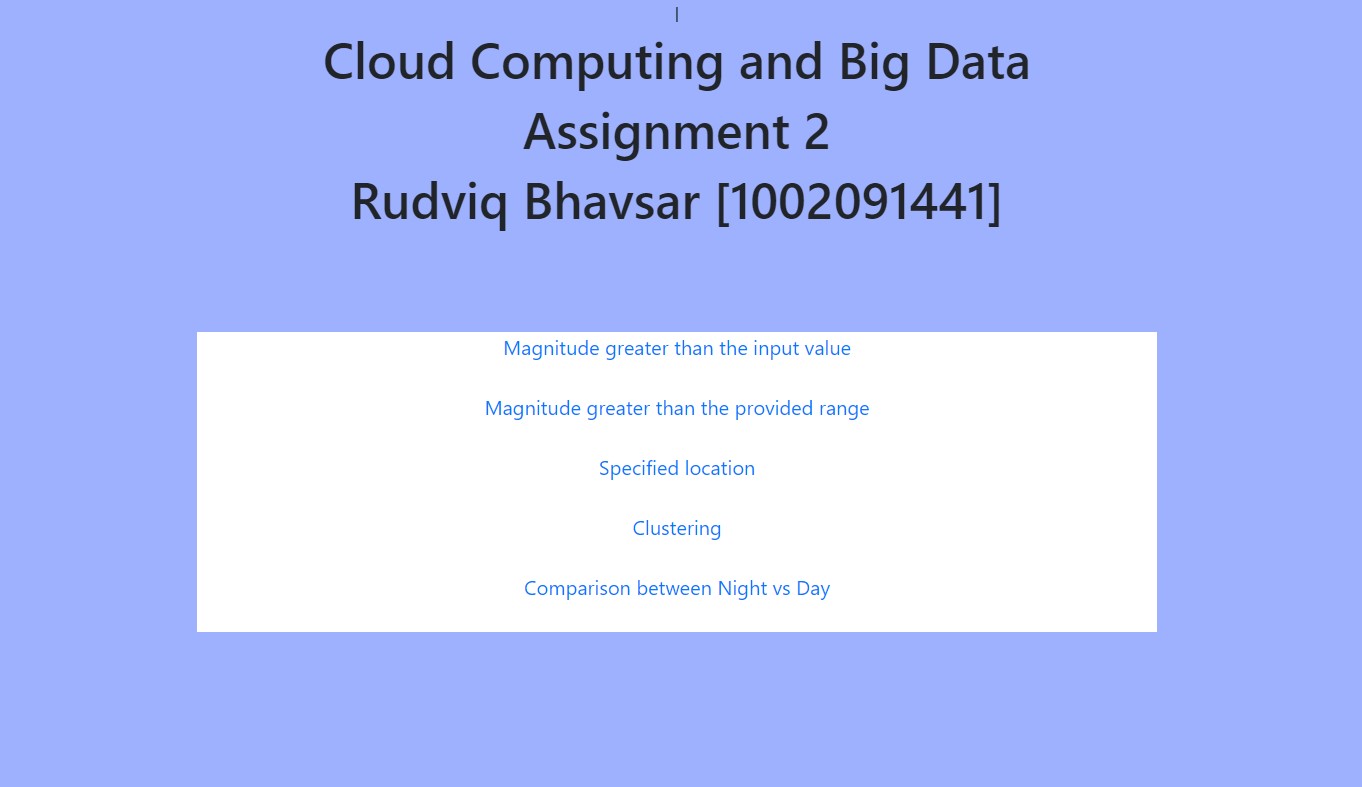 |
Cloud Computing and Big Data
Assignment 2
Rudviq Bhavsar [1002091441]
Magnitude greater than the input value
Magnitude greater than the provided range
Specified location
Clustering
Comparison between Night vs Day